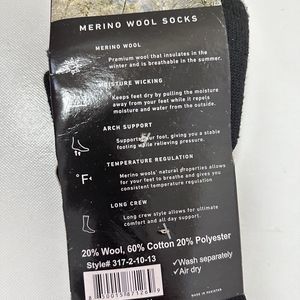 MERINO WOOL SOCKS
MERINO WOOL
Premium wool that insulates in the
winter and is breathable in the summer.
MOISTURE WICKING
Keeps feet dry by pulling the moisture
away from your feet while it repels
moisture and water from the outside.
ARCH SUPPORT
Supports your foot, giving you a stable
footing while relieving pressure.
TEMPERATURE REGULATION
°F
Merino wools' natural properties allows
for your feet to breathe and gives you
consistent temperature regulation
LONG CREW
Long crew style allows for ultimate
comfort and all day support.
20% Wool, 60% Cotton 20% Polyester
Style# 317-2-10-13
✓Wash separately
✓Air dry
MADE IN PAKISTAN